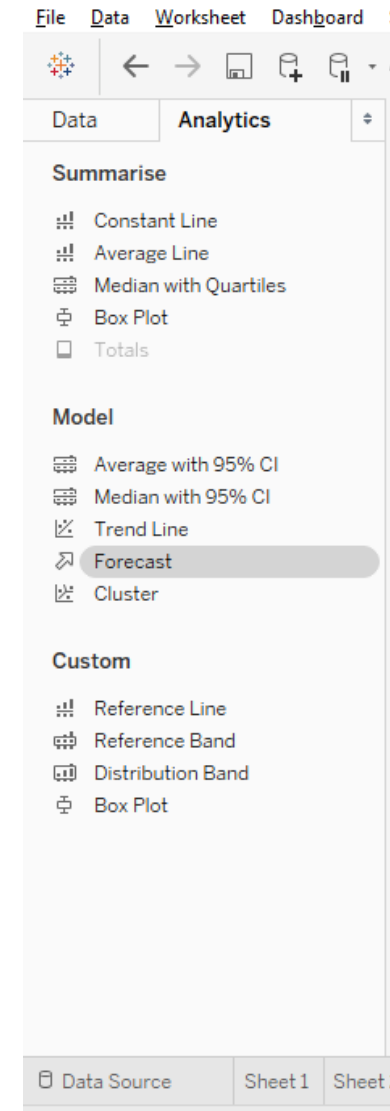 File Data Worksheet Dashboard
Data Analytics
Summarise
Constant Line
Average Line
Median with Quartiles
Box Plot
Totals
Model
Average with 95% CI
Median with 95% CI
Trend Line
Forecast
Cluster
Custom
Reference Line
Reference Band
Distribution Band
Box Plot
Data Source Sheet 1 Sheet